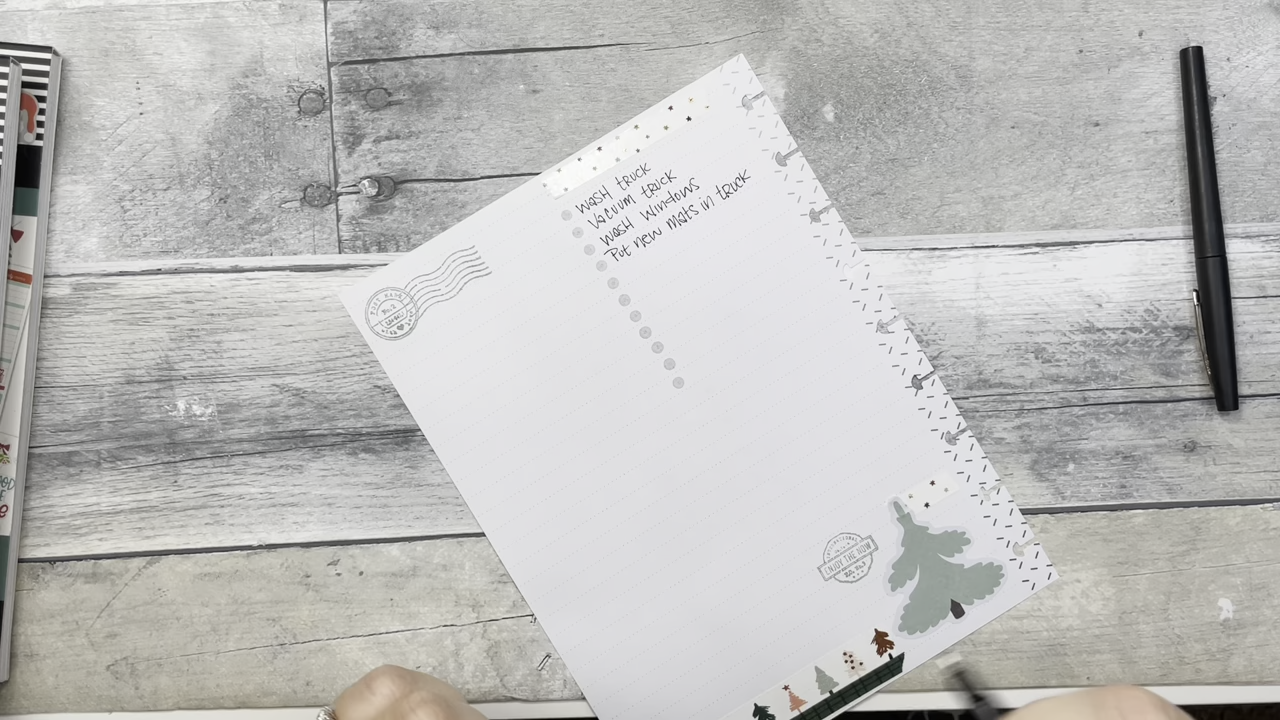 wash truck
Vacuum truck
wash windows
Put new mats in truck
ENJOY THE NOW